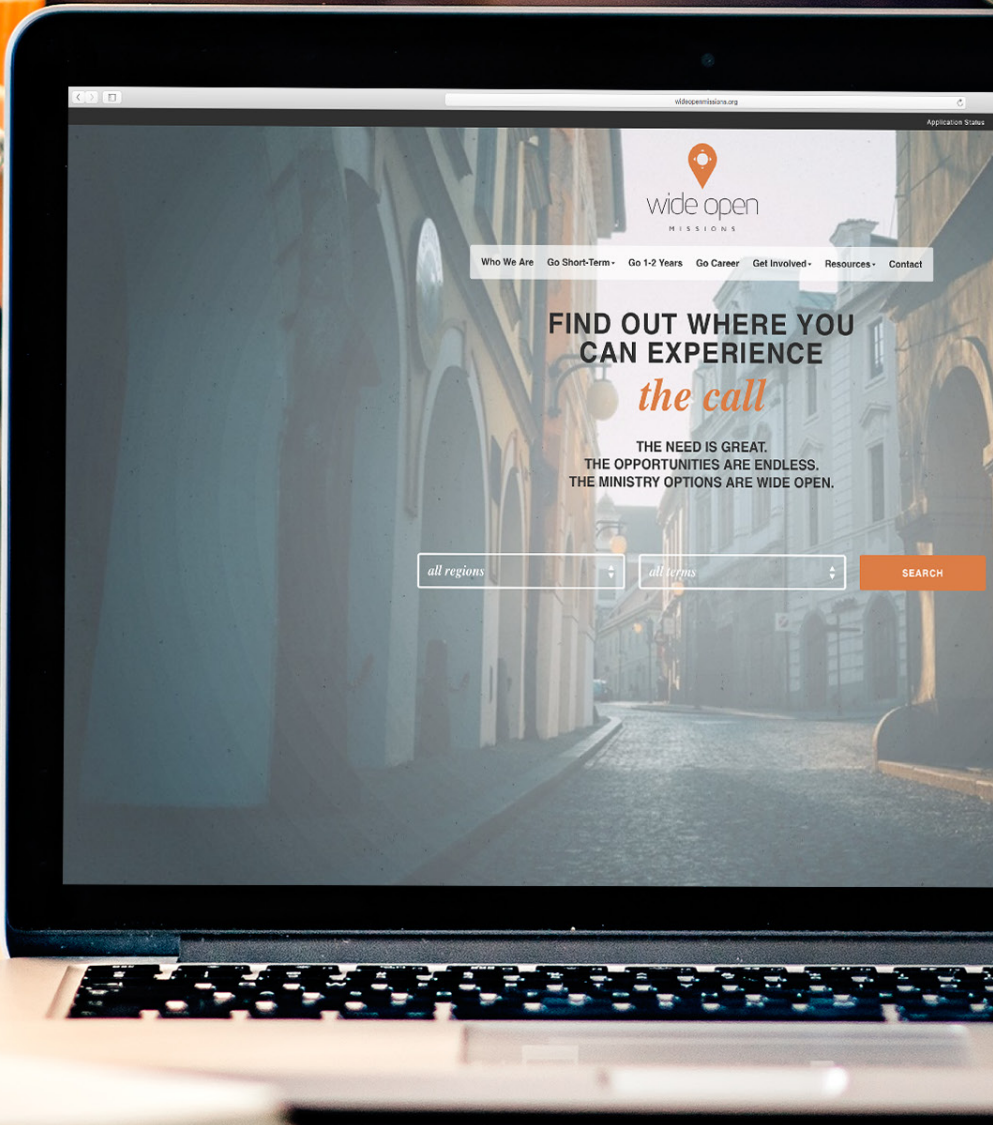 wideopenmissions.org
Application Status
wide open
MISSIONS
Who We Are Go Short-Term Go 1-2 Years Go Career Get Involved Resources Contact
FIND OUT WHERE YOU
CAN EXPERIENCE
the call
THE NEED IS GREAT.
THE OPPORTUNITIES ARE ENDLESS.
THE MINISTRY OPTIONS ARE WIDE OPEN.
all regions all terms SEARCH